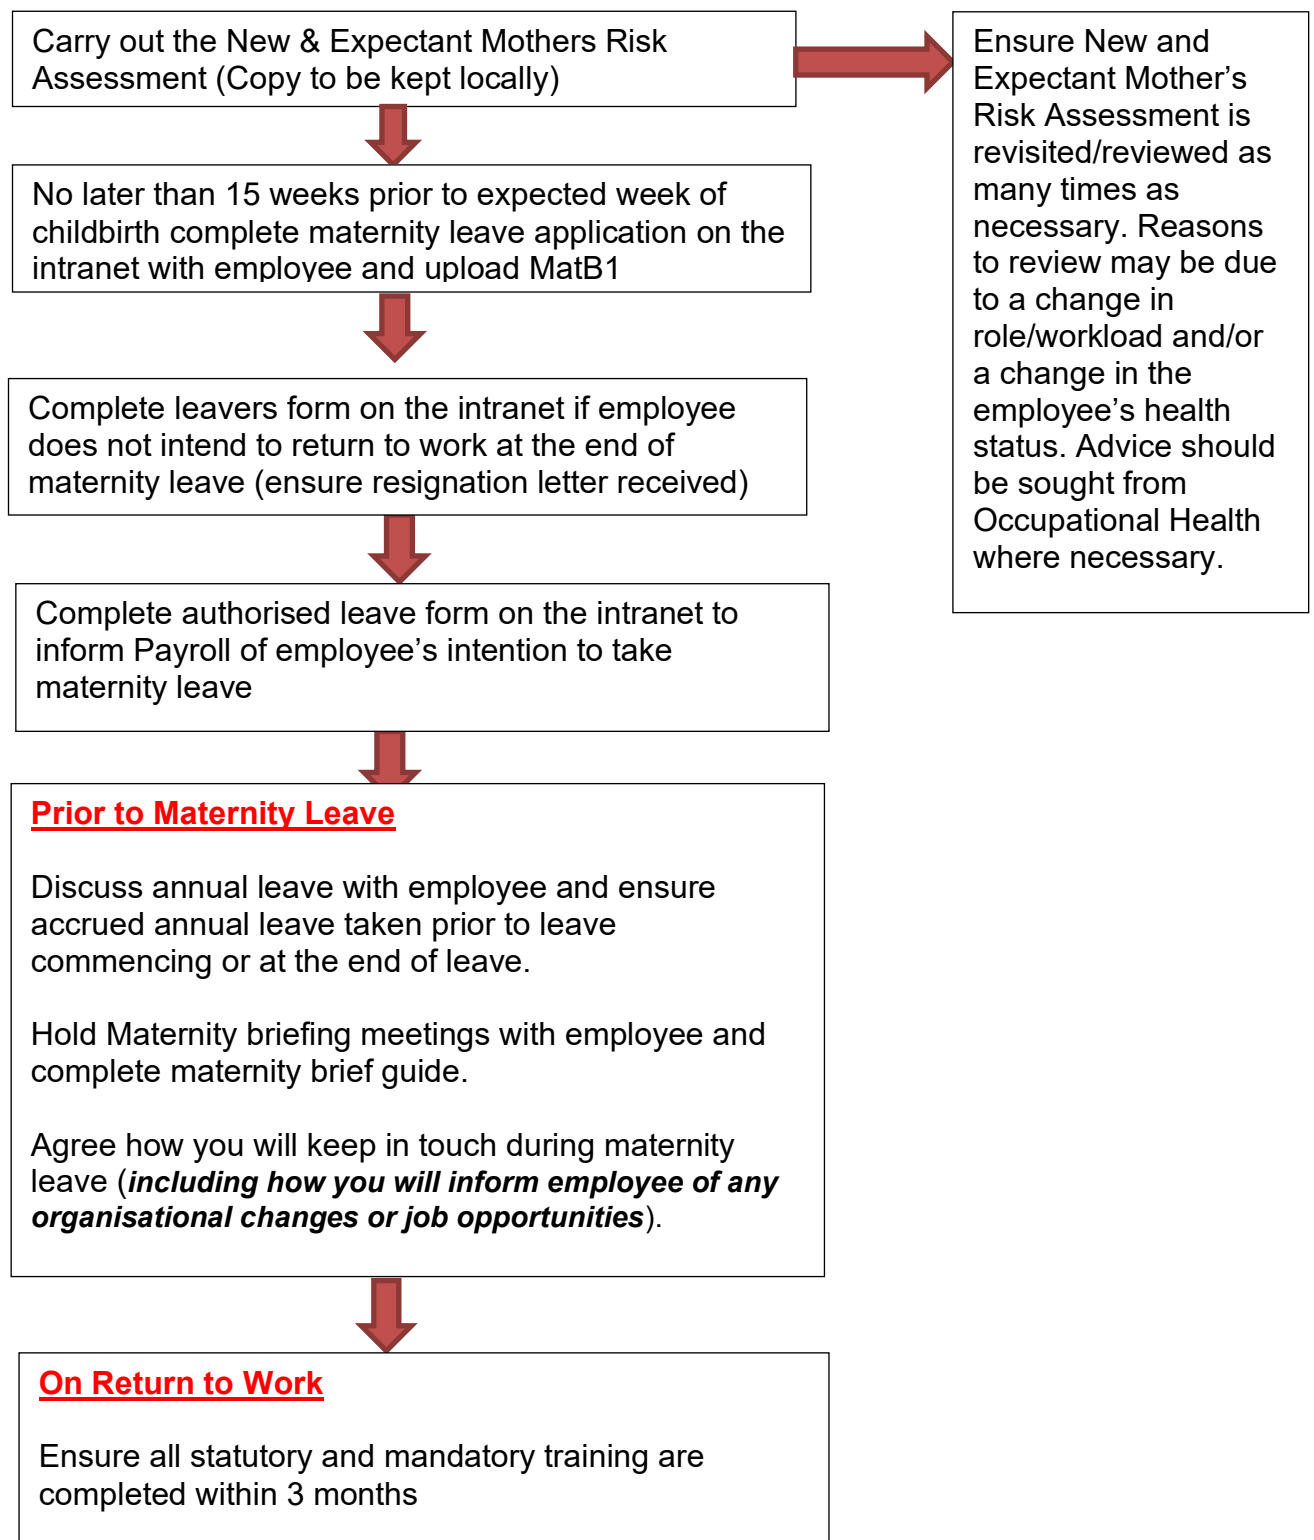 Carry out the New & Expectant Mothers Risk
Assessment (Copy to be kept locally)
Ensure New and
Expectant Mother’s
Risk Assessment is
revisited/reviewed as
many times as
necessary. Reasons
to review may be due
to a change in
role/workload and/or
a change in the
employee’s health
status. Advice should
be sought from
Occupational Health
where necessary.
No later than 15 weeks prior to expected week of
childbirth complete maternity leave application on the
intranet with employee and upload MatB1
Complete leavers form on the intranet if employee
does not intend to return to work at the end of
maternity leave (ensure resignation letter received)
Complete authorised leave form on the intranet to
inform Payroll of employee’s intention to take
maternity leave
Prior to Maternity Leave
Discuss annual leave with employee and ensure
accrued annual leave taken prior to leave
commencing or at the end of leave.
Hold Maternity briefing meetings with employee and
complete maternity brief guide.
Agree how you will keep in touch during maternity
leave (including how you will inform employee of any
organisational changes or job opportunities).
On Return to Work
Ensure all statutory and mandatory training are
completed within 3 months